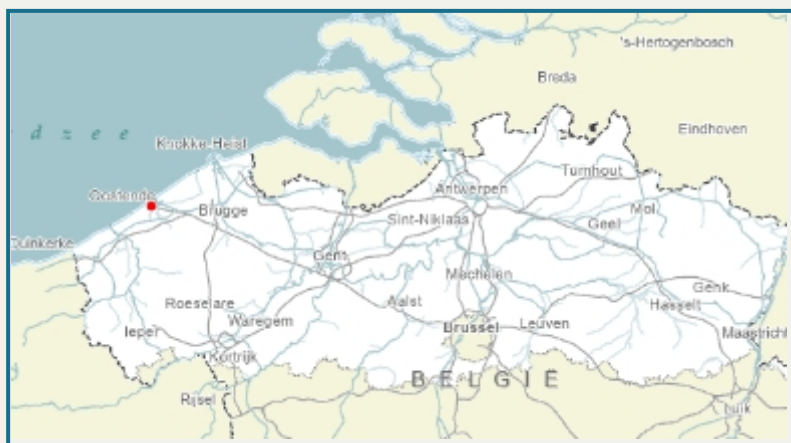 's-Hertogenbosch
Breda
d z e e
Eindhoven
Knokke-Heist
Turnhout
Oostende
Antwerpen
Brugge
Sint-Niklaas
Geel
Mol
Duinkerke
Gent
Mechelen
Genk
Roeselare
Aalst
Hasselt
Waregem
Ieper
Brussel
Leuven
Maastricht
Kortrijk
BELGIË
Rijsel
Luik